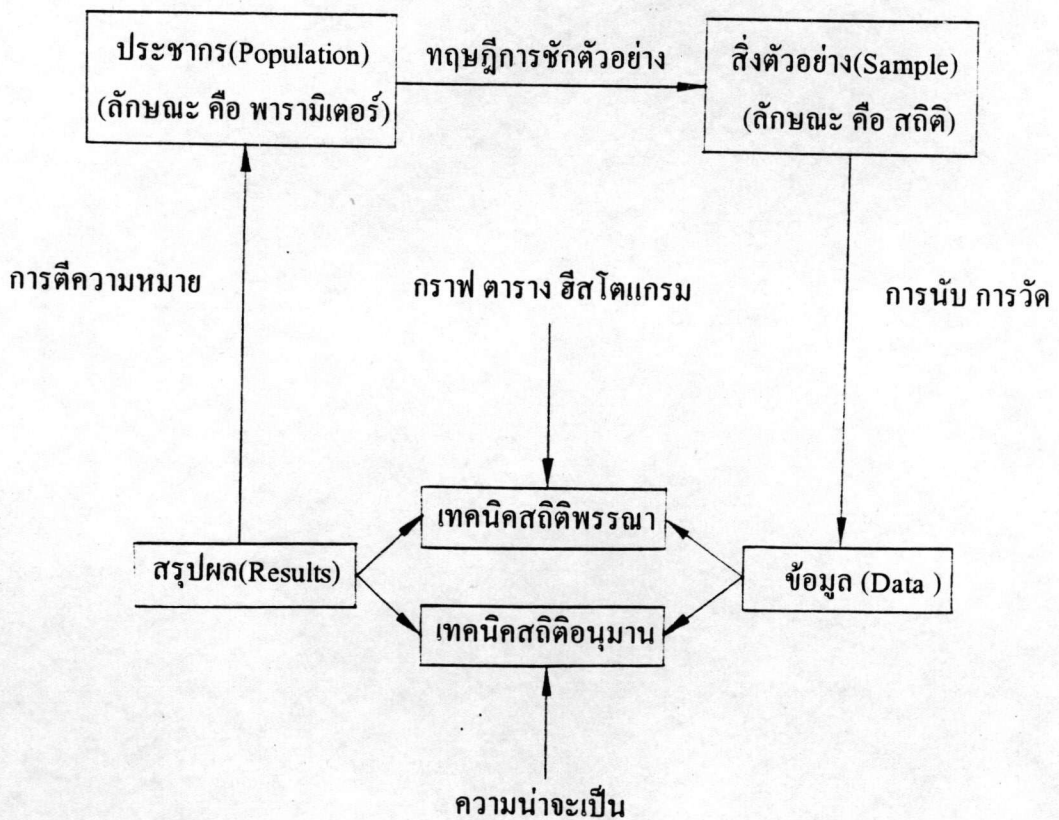 ประชากร(Population)
(ลักษณะ คือ พารามิเตอร์)
ทฤษฎีการชักตัวอย่าง
สิ่งตัวอย่าง(Sample)
(ลักษณะ คือ สถิติ)
การตีความหมาย
กราฟ ตาราง ฮีสโตแกรม
การนับ การวัด
เทคนิคสถิติพรรณา
สรุปผล(Results)
ข้อมูล (Data )
เทคนิคสถิติอนุมาน
ความน่าจะเป็น